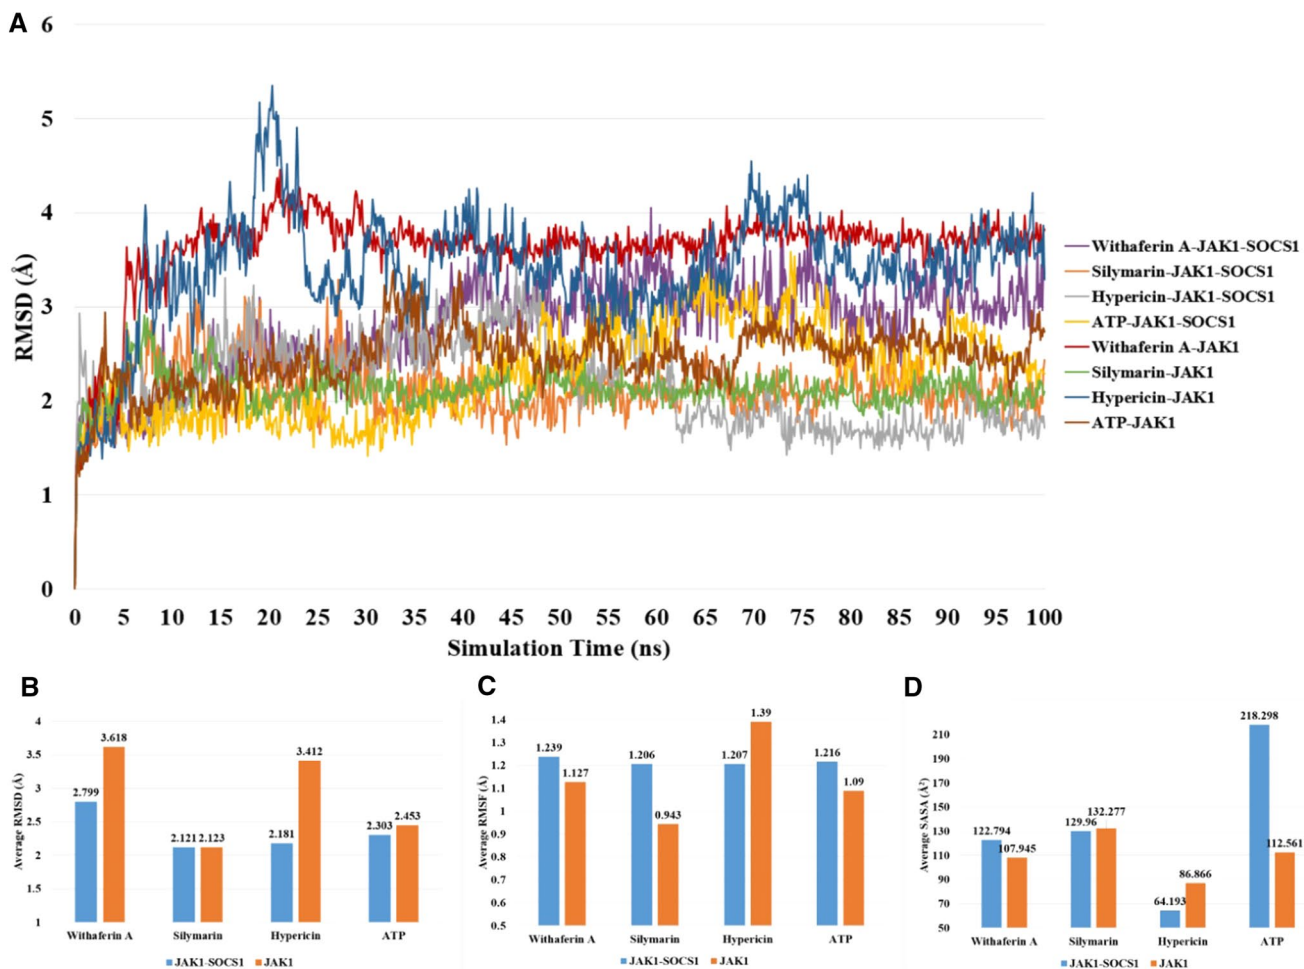 A
6
5
4
3
2
1
0
RMSD (Å)
0 5 10 15 20 25 30 35 40 45 50 55 60 65 70 75 80 85 90 95 100
Simulation Time (ns)
Withaferin A-JAK1-SOCS1
Silymarin-JAK1-SOCS1
Hypericin-JAK1-SOCS1
ATP-JAK1-SOCS1
Withaferin A-JAK1
Silymarin-JAK1
Hypericin-JAK1
ATP-JAK1
B
4
3.5
3
2.5
2
1.5
1
Average RMSD (Å)
2.799 3.618 2.121 2.123 2.181 3.412 2.303 2.453
Withaferin A Silymarin Hypericin ATP
JAK1-SOCS1 JAK1
C
1.4
1.3
1.2
1.1
1
0.9
0.8
0.7
0.6
0.5
Average RMSF (Å)
1.239 1.127 1.206 0.943 1.207 1.39 1.216 1.09
Withaferin A Silymarin Hypericin ATP
JAK1-SOCS1 JAK1
D
210
190
170
150
130
110
90
70
50
Average SASA (Å²)
122.794 107.945 129.96 132.277 64.193 86.866 218.298 112.561
Withaferin A Silymarin Hypericin ATP
JAK1-SOCS1 JAK1